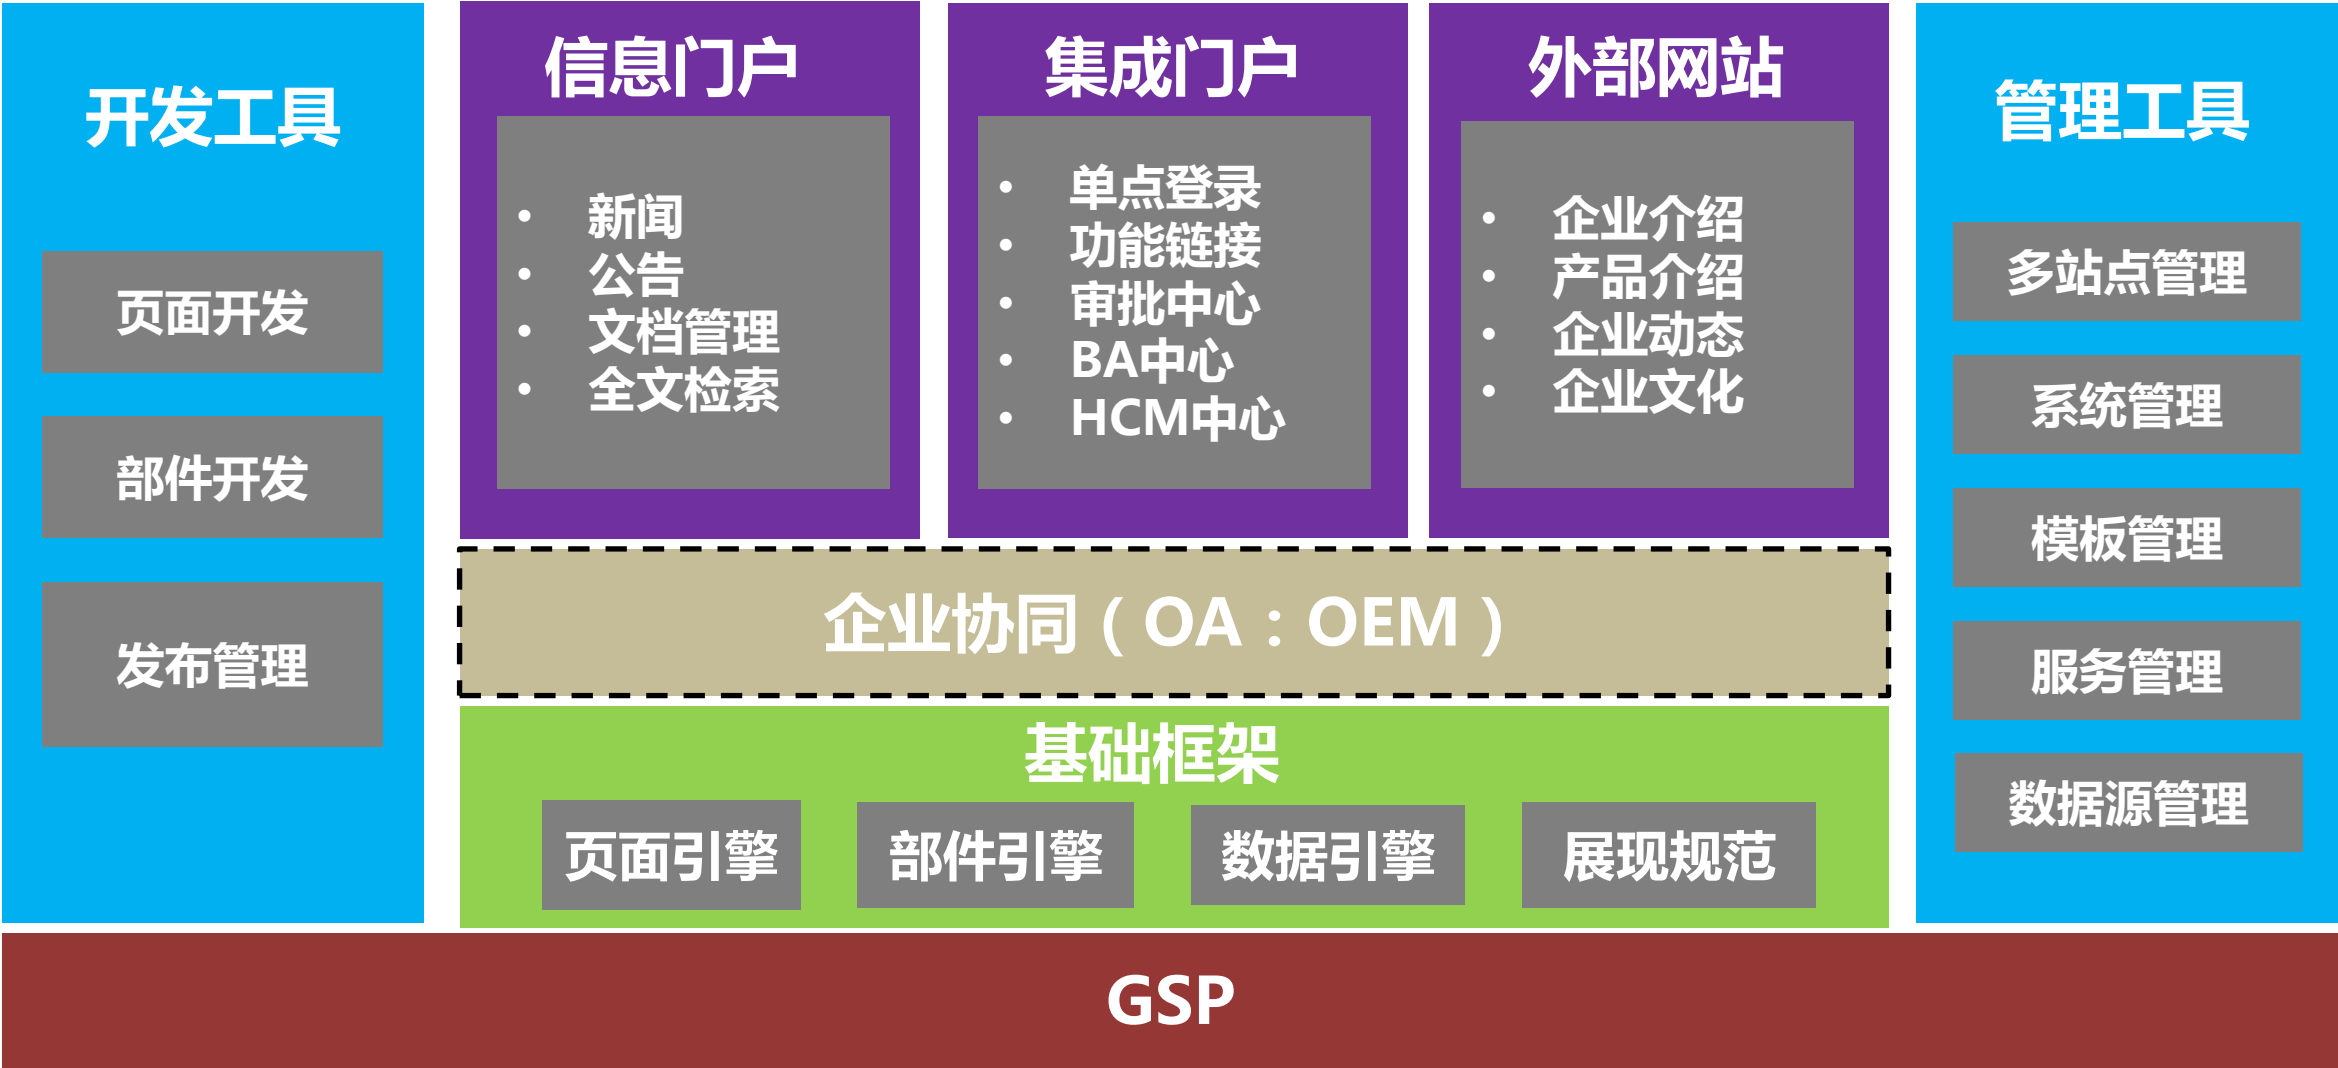 开发工具
页面开发
部件开发
发布管理
信息门户
• 新闻
• 公告
• 文档管理
• 全文检索
集成门户
• 单点登录
• 功能链接
• 审批中心
• BA中心
• HCM中心
外部网站
• 企业介绍
• 产品介绍
• 企业动态
• 企业文化
企业协同（OA：OEM）
基础框架
页面引擎
部件引擎
数据引擎
展现规范
管理工具
多站点管理
系统管理
模板管理
服务管理
数据源管理
GSP